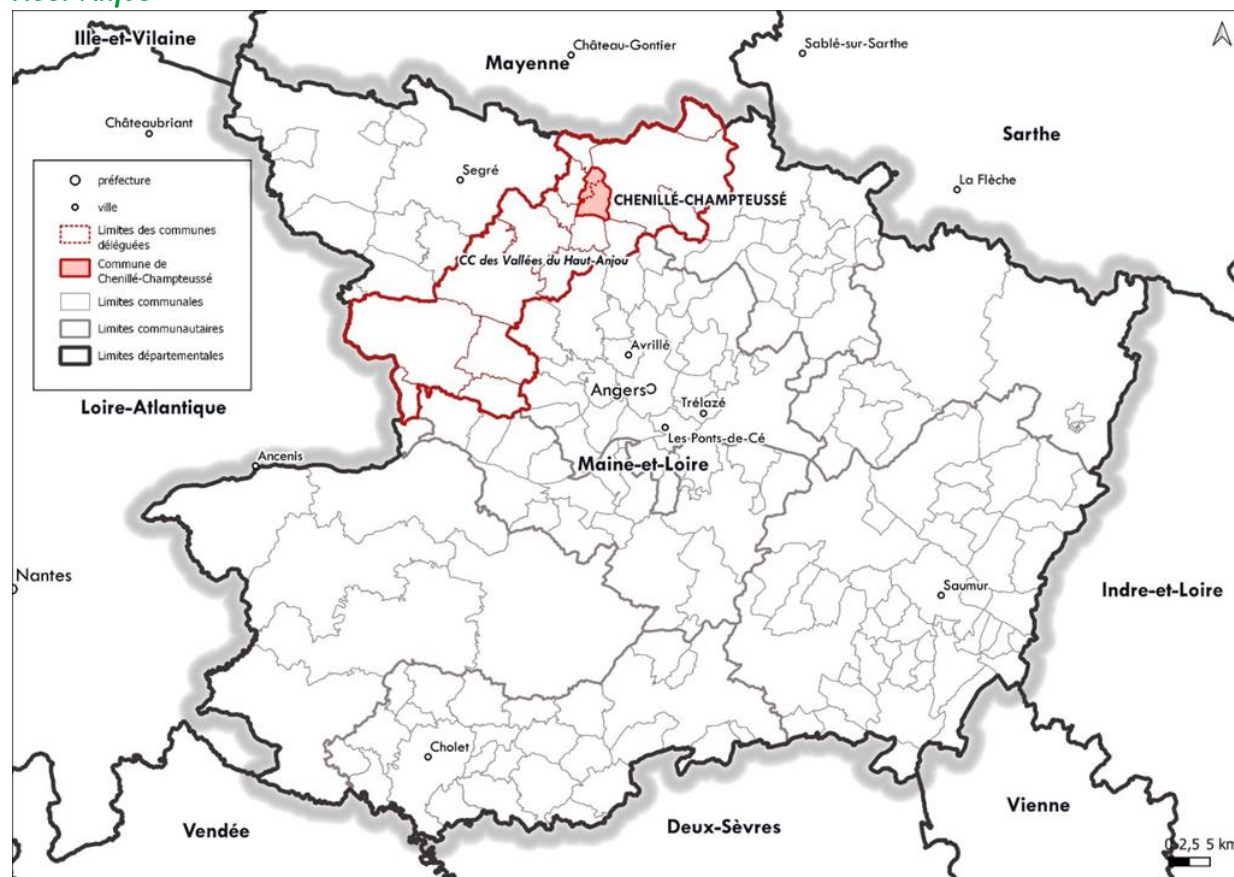 Ille-et-Vilaine
Mayenne
Château-Gontier
Sablé-sur-Sarthe
Châteaubriant
Sarthe
préfecture
ville
Limites des communes
déléguées
Commune de
Chenillé-Champteussé
Limites communales
Limites communautaires
Limites départementales
Segré
La Flèche
CHENILLÉ-CHAMPTEUSSÉ
CC des Vallées du Haut-Anjou
Avrillé
Angers
Loire-Atlantique
Trélazé
Les Ponts-de-Cé
Ancenis
Maine-et-Loire
Nantes
Saumur
Indre-et-Loire
Cholet
Vendée
Deux-Sèvres
Vienne
0 2,5 5 km